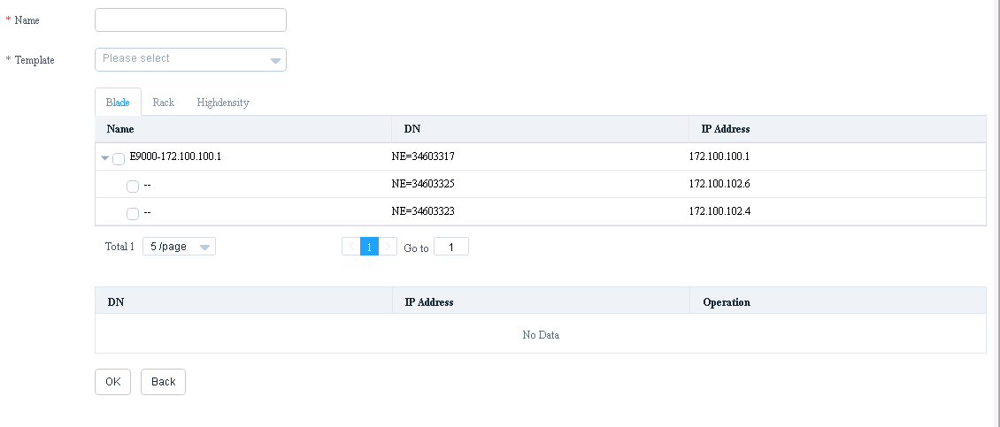 * Name
* Template Please select
Blade Rack Highdensity
Name DN IP Address
E9000-172.100.100.1 NE=34603317 172.100.100.1
-- NE=34603325 172.100.102.6
-- NE=34603323 172.100.102.4
Total 1 5 /page < 1 > Go to 1
DN IP Address Operation
No Data
OK Back